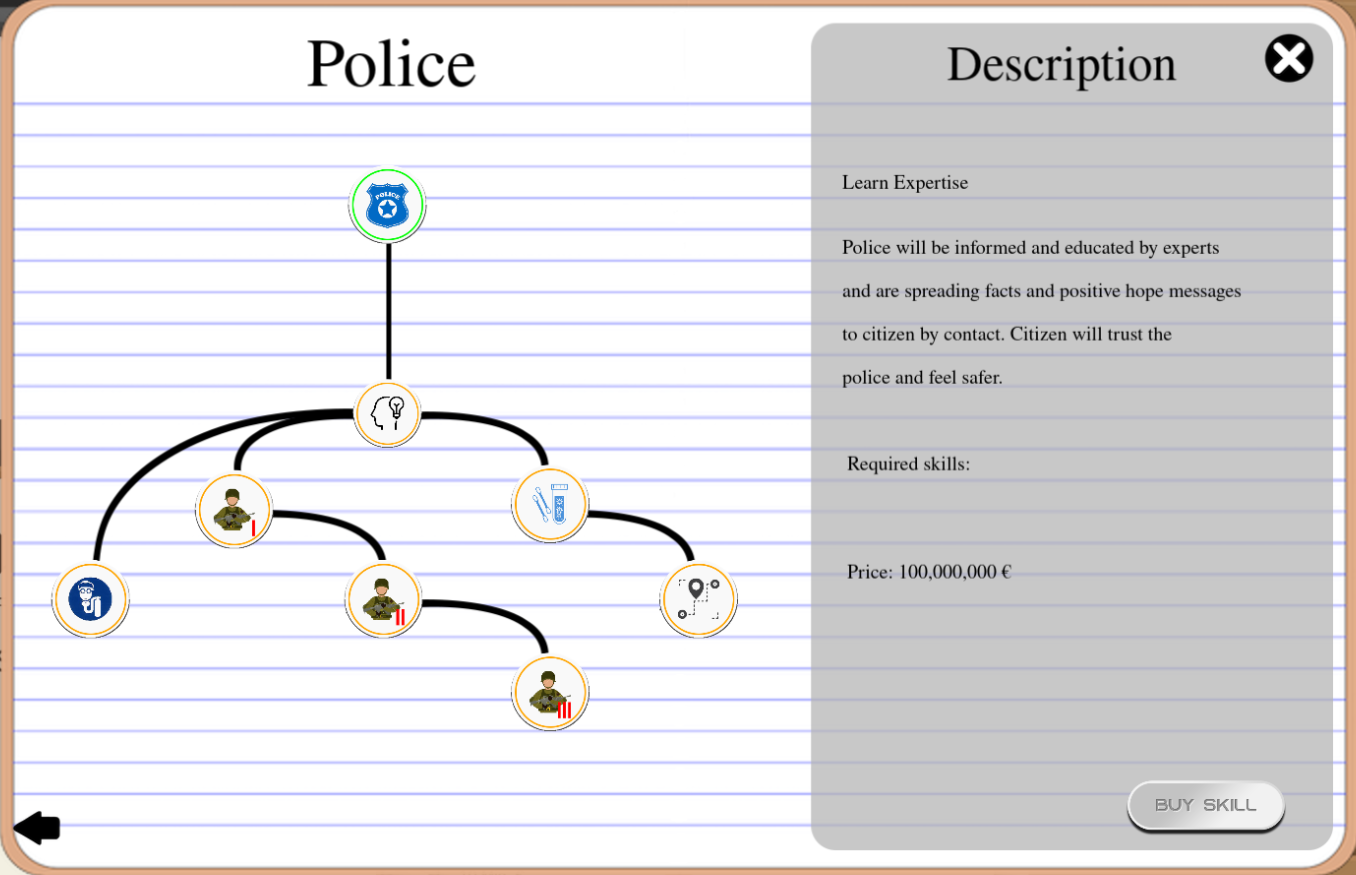 Police
Description
POLICE
Learn Expertise
Police will be informed and educated by experts
and are spreading facts and positive hope messages
to citizen by contact. Citizen will trust the
police and feel safer.
Required skills:
Price: 100,000,000 €
I
II
III
BUY SKILL